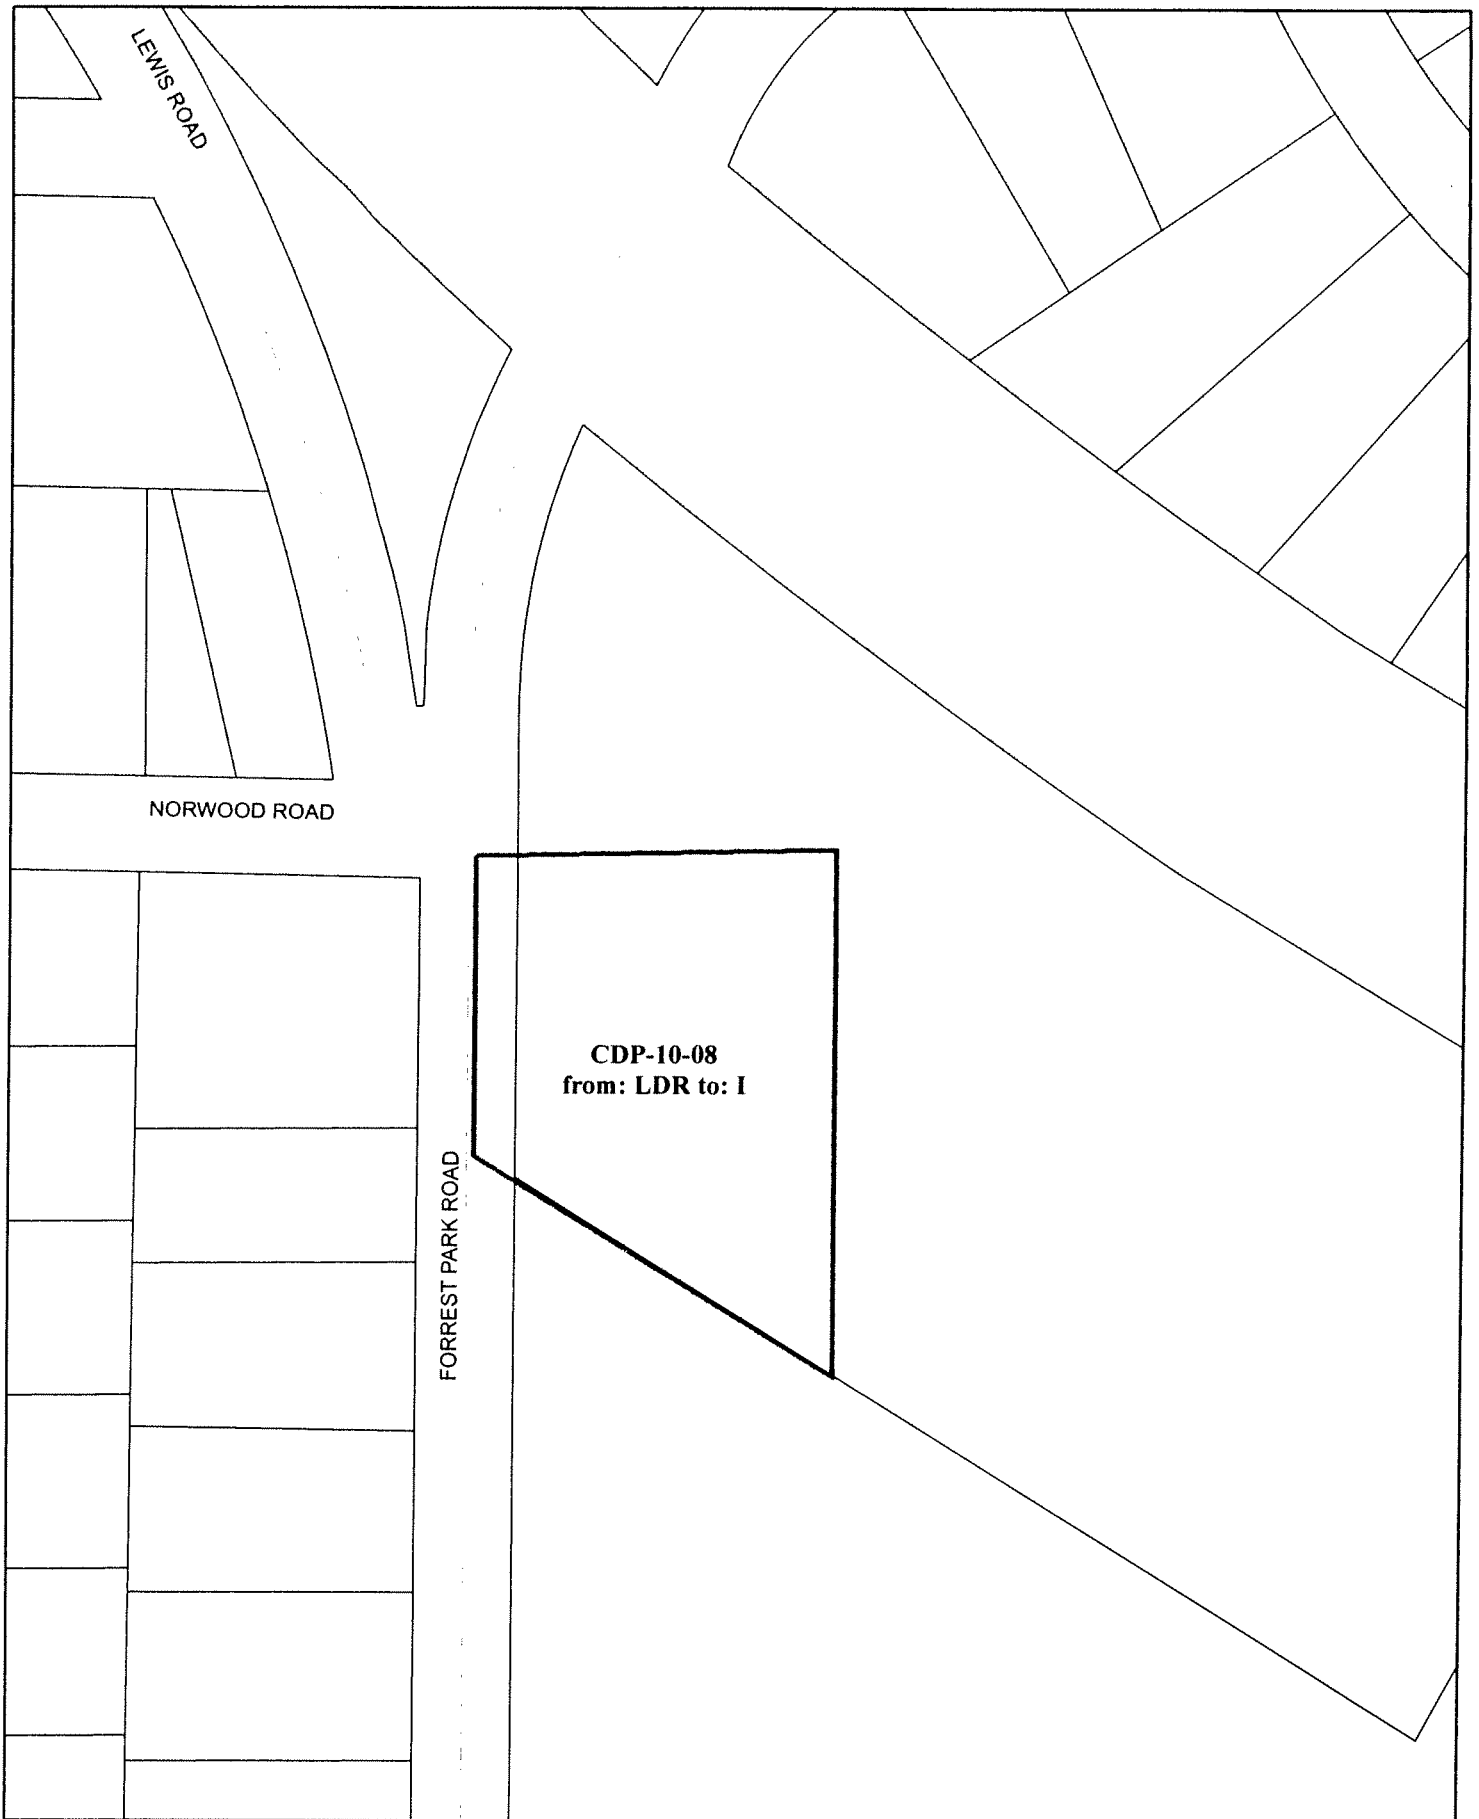 LEWIS ROAD
NORWOOD ROAD
CDP-10-08
from: LDR to: I
FORREST PARK ROAD